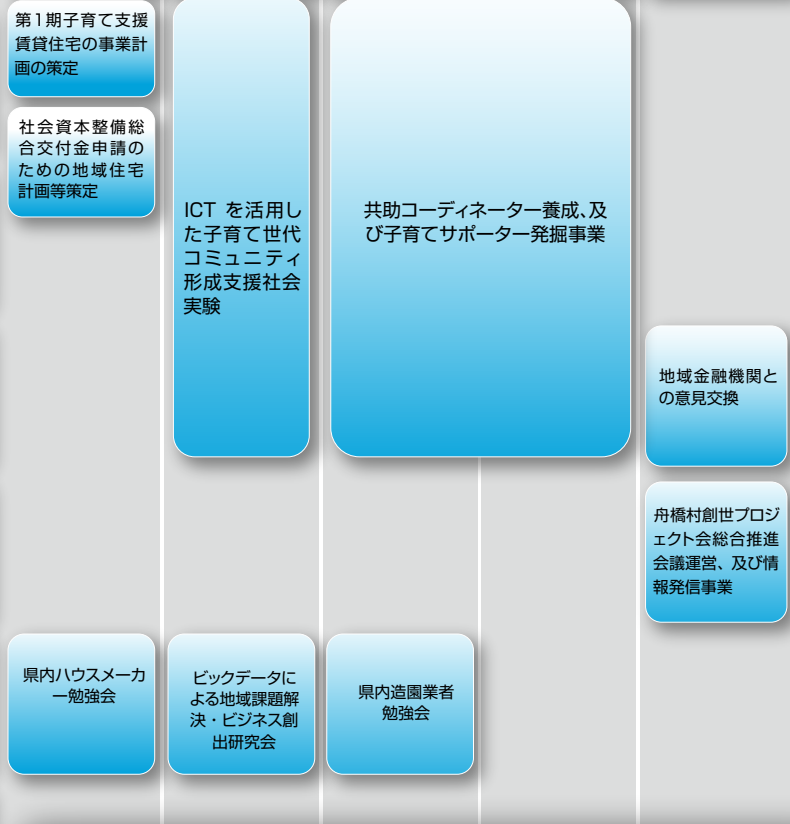 第1期子育て支援
賃貸住宅の事業計
画の策定
社会資本整備総
合交付金申請の
ための地域住宅
計画等策定
ICT を活用し
た子育て世代
コミュニティ
形成支援社会
実験
共助コーディネーター養成、及
び子育てサポーター発掘事業
地域金融機関と
の意見交換
舟橋村創世プロジ
ェクト会総合推進
会議運営、及び情
報発信事業
県内ハウスメーカ
ー勉強会
ビックデータに
よる地域課題解
決・ビジネス創
出研究会
県内造園業者
勉強会